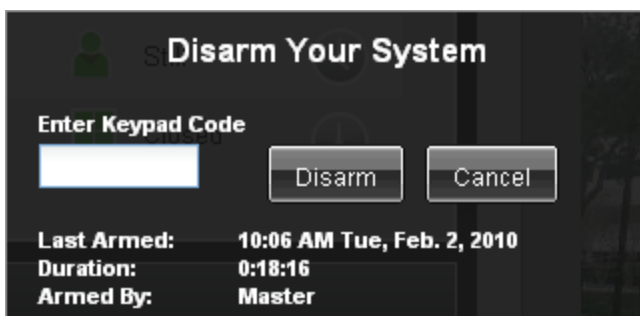 Disarm Your System
Enter Keypad Code
Closed
Disarm Cancel
Last Armed: 10:06 AM Tue, Feb. 2, 2010
Duration: 0:18:16
Armed By: Master